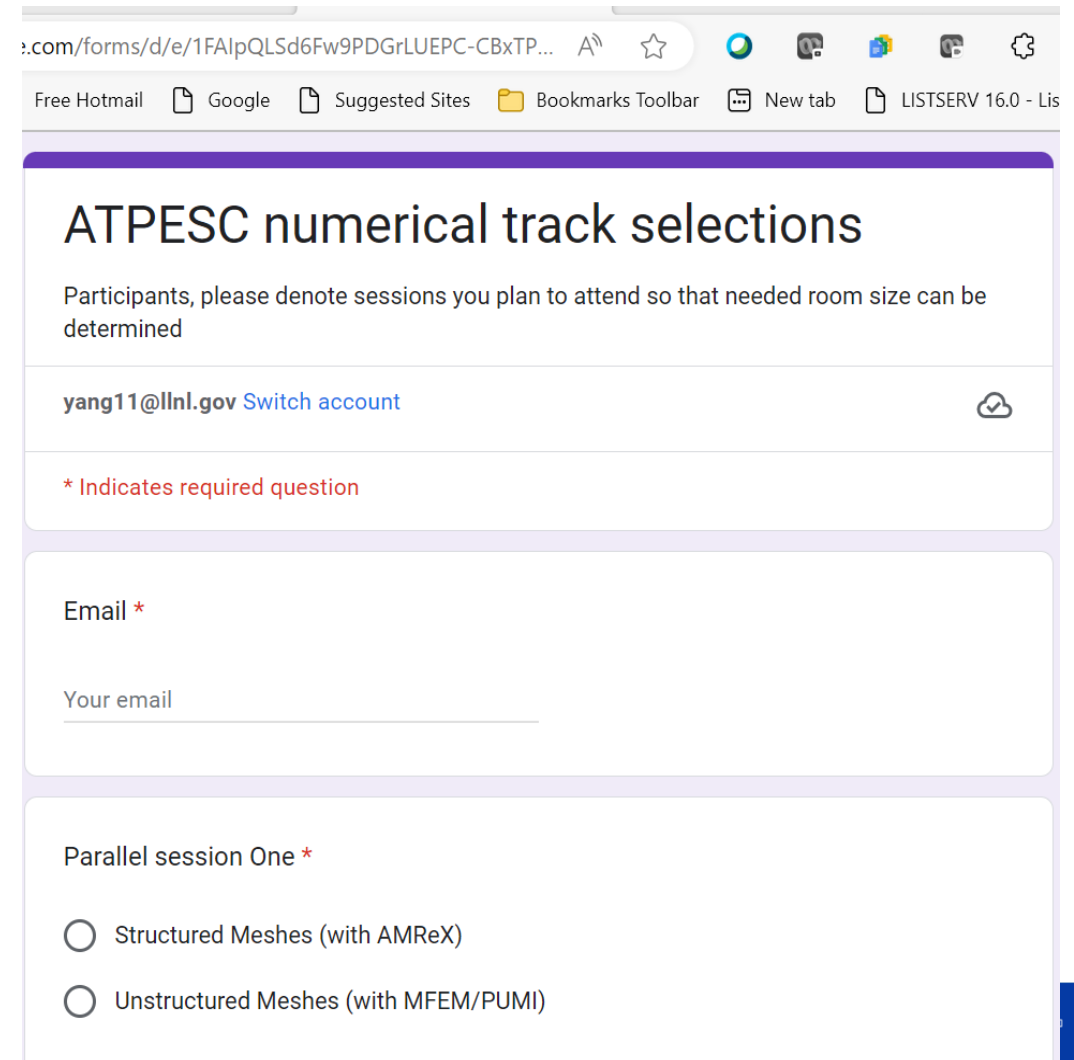 e.com/forms/d/e/1FAIpQLSd6Fw9PDGrLUEPC-CBxTP...
Free Hotmail Google Suggested Sites Bookmarks Toolbar New tab LISTSERV 16.0 - Lis
ATPESC numerical track selections
Participants, please denote sessions you plan to attend so that needed room size can be
determined
yang11@llnl.gov Switch account
* Indicates required question
Email *
Your email
Parallel session One *
Structured Meshes (with AMReX)
Unstructured Meshes (with MFEM/PUMI)